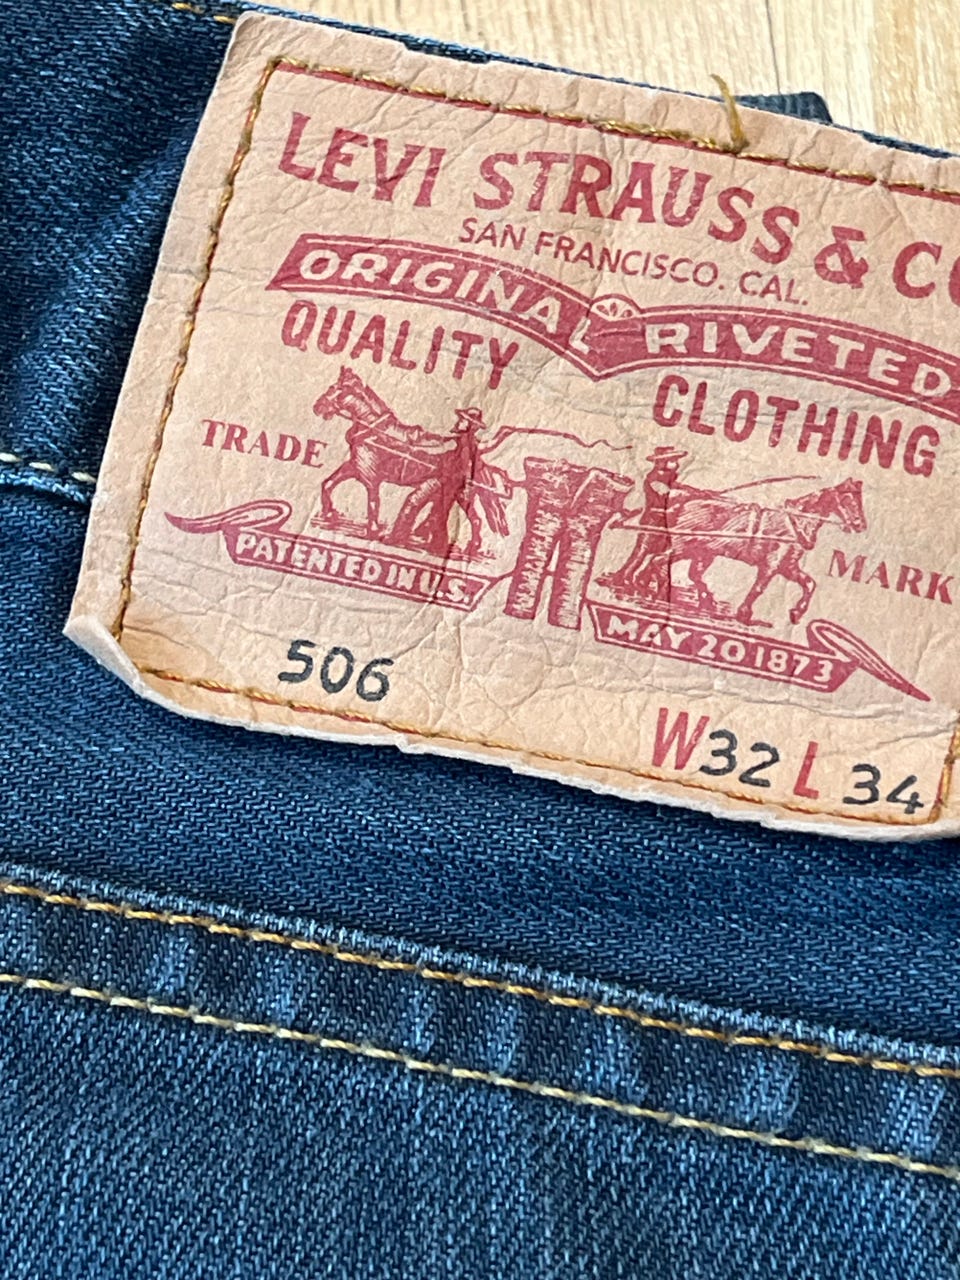 LEVI STRAUSS & CO
SAN FRANCISCO. CAL.
ORIGINAL RIVETED
QUALITY CLOTHING
TRADE MARK
PATENTED IN U.S. MAY 20 1873
506
W32 L 34